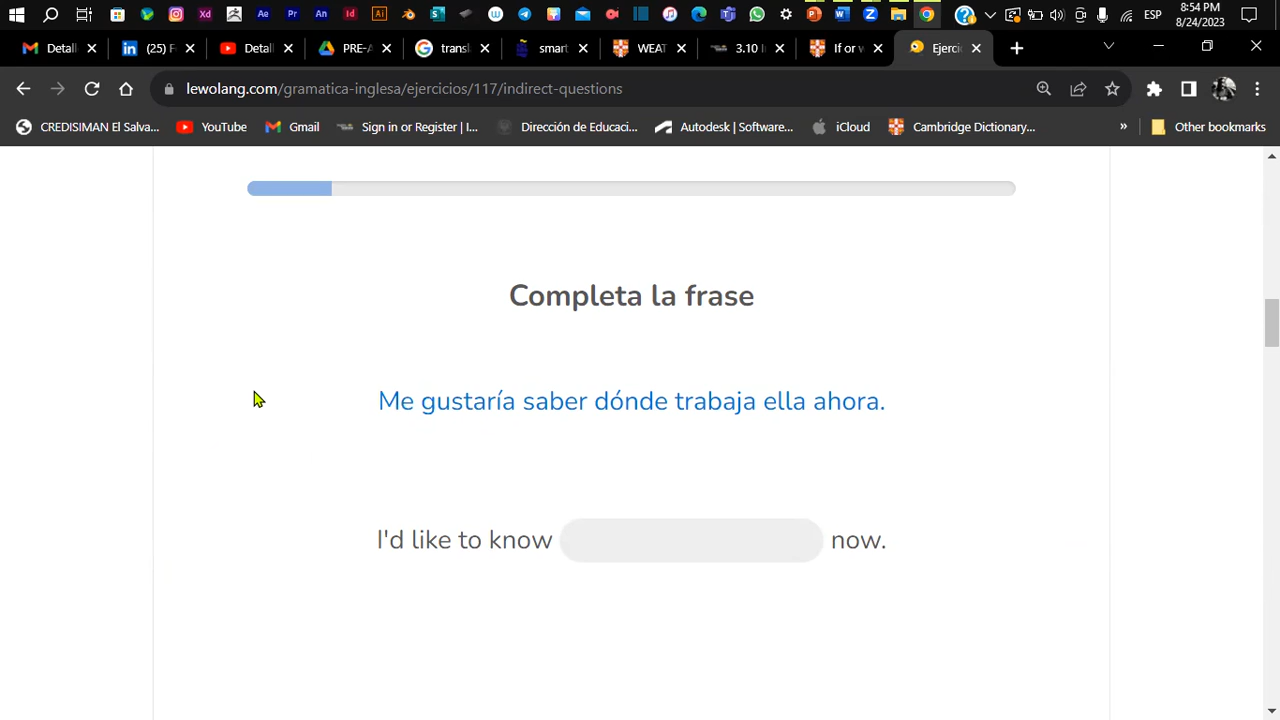 8:54 PM
ESP
8/24/2023
Detall
(25) F
Detall
PRE-A
transl
smart
WEAT
3.10 I
If or w
Ejerci
lewolang.com/gramatica-inglesa/ejercicios/117/indirect-questions
CREDISIMAN El Salva...
YouTube
Gmail
Sign in or Register | I...
Dirección de Educaci...
Autodesk | Software...
iCloud
Cambridge Dictionary...
»
Other bookmarks
Completa la frase
Me gustaría saber dónde trabaja ella ahora.
I'd like to know now.